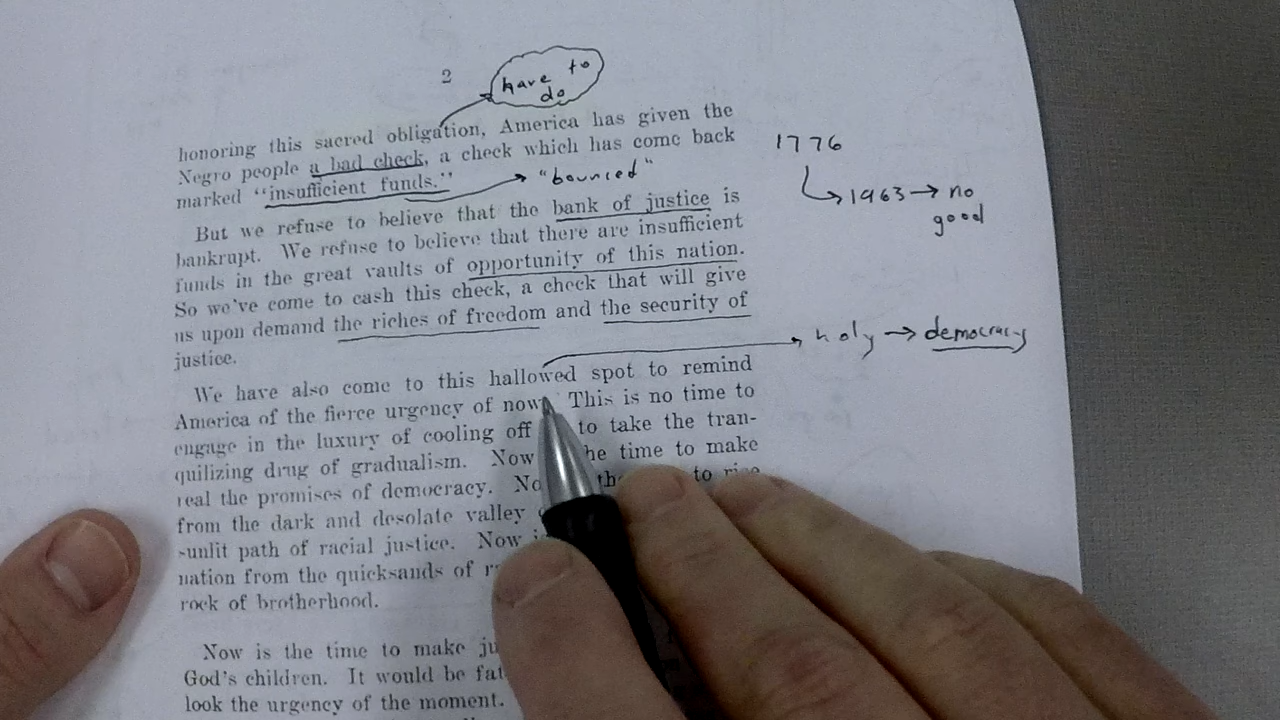 2
have to
do
honoring this sacred obligation, America has given the
Negro people a bad check, a check which has come back
marked “insufficient funds.”
"bounced"
1776
1963 → no
good
But we refuse to believe that the bank of justice is
bankrupt. We refuse to believe that there are insufficient
funds in the great vaults of opportunity of this nation.
So we've come to cash this check, a check that will give
us upon demand the riches of freedom and the security of
justice.
holy → democracy
We have also come to this hallowed spot to remind
America of the fierce urgency of now. This is no time to
engage in the luxury of cooling off to take the tran-
quilizing drug of gradualism. Now the time to make
real the promises of democracy. to
from the dark and desolate valley
sunlit path of racial justice. Now
nation from the quicksands of
rock of brotherhood.
Now is the time to make
God's children. It would be
look the urgency of the moment.